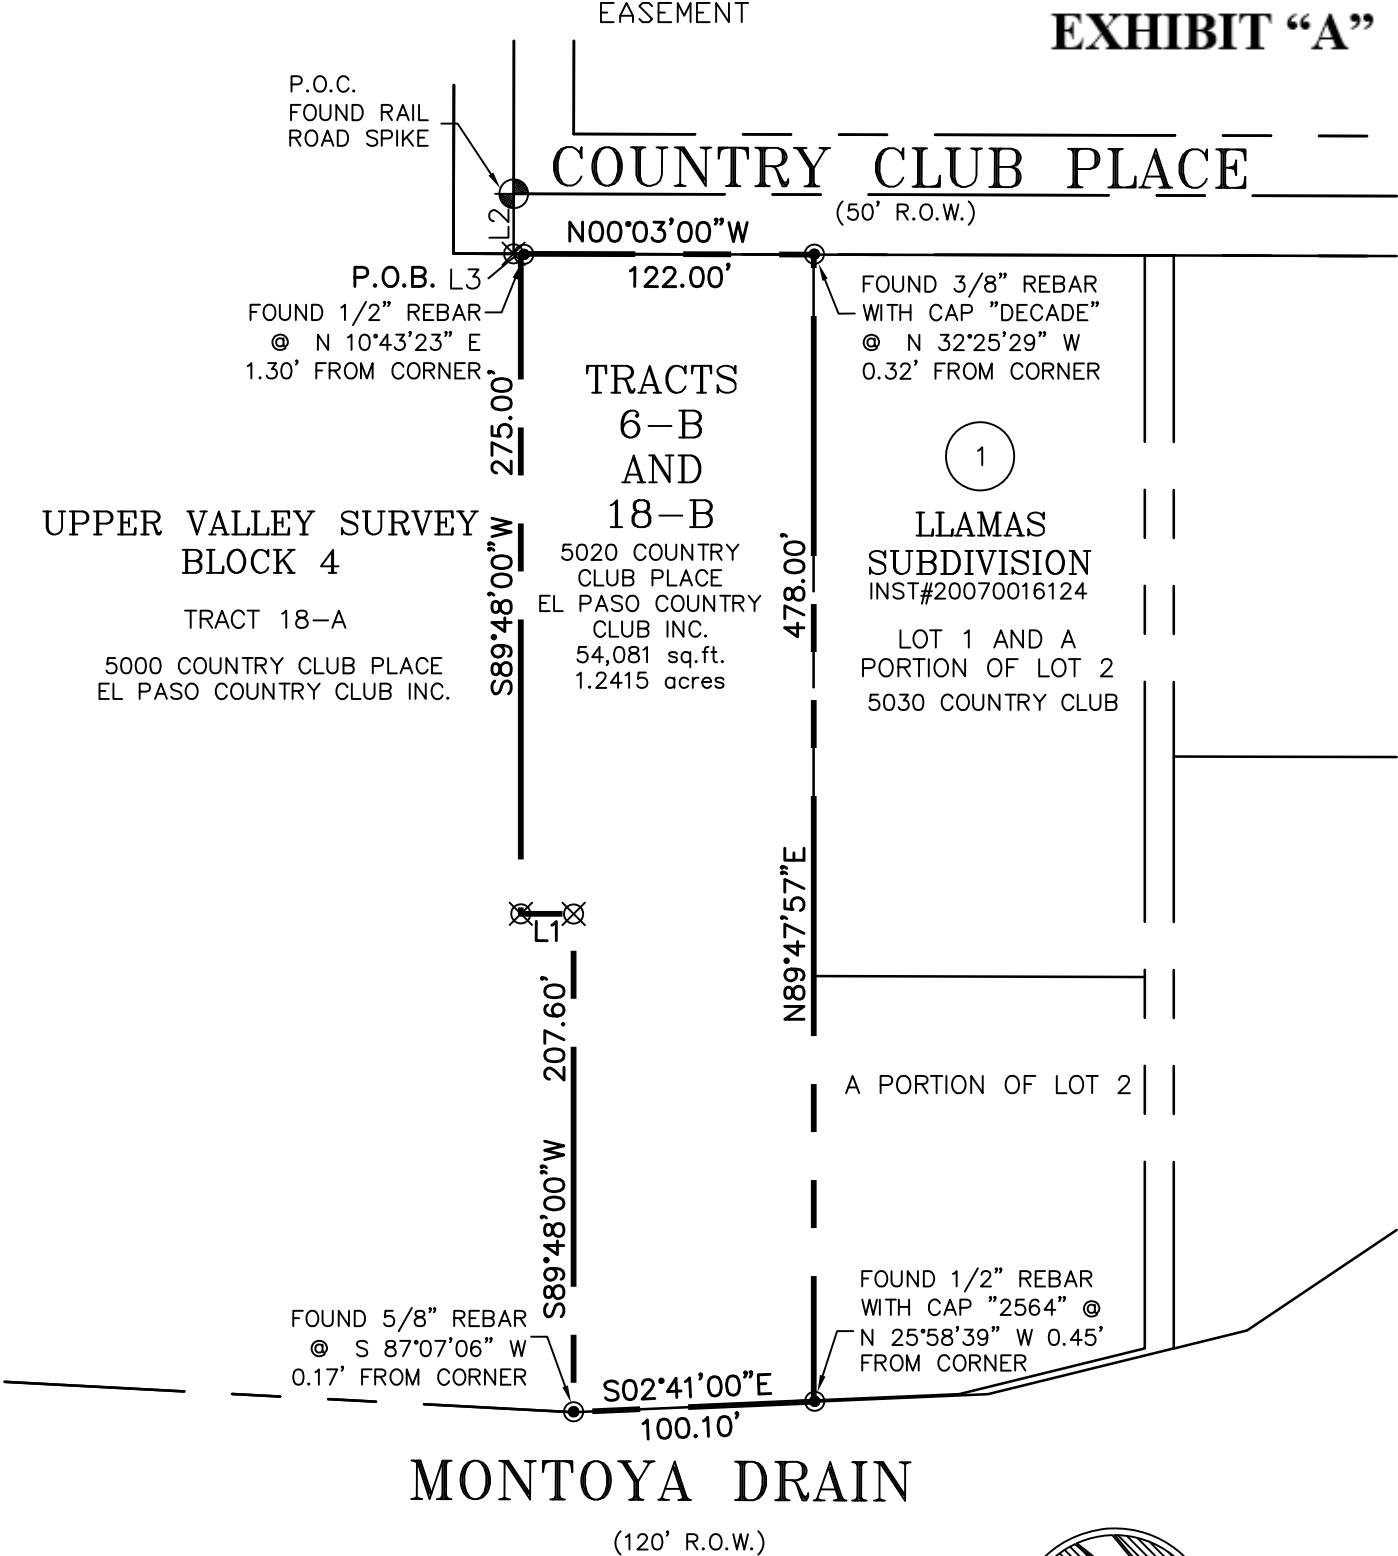 EASEMENT
EXHIBIT “A”
P.O.C.
FOUND RAIL
ROAD SPIKE
COUNTRY CLUB PLACE
(50' R.O.W.)
L2
N00°03'00"W
122.00'
P.O.B. L3
FOUND 1/2" REBAR
@ N 10°43'23" E
1.30' FROM CORNER
FOUND 3/8" REBAR
WITH CAP "DECADE"
@ N 32°25'29" W
0.32' FROM CORNER
S89°48'00"W 275.00'
TRACTS
6-B
AND
18-B
5020 COUNTRY
CLUB PLACE
EL PASO COUNTRY
CLUB INC.
54,081 sq.ft.
1.2415 acres
1
LLAMAS
SUBDIVISION
INST#20070016124
LOT 1 AND A
PORTION OF LOT 2
5030 COUNTRY CLUB
UPPER VALLEY SURVEY
BLOCK 4
TRACT 18-A
5000 COUNTRY CLUB PLACE
EL PASO COUNTRY CLUB INC.
N89°47'57"E 478.00'
L1
S89°48'00"W 207.60'
A PORTION OF LOT 2
FOUND 5/8" REBAR
@ S 87°07'06" W
0.17' FROM CORNER
FOUND 1/2" REBAR
WITH CAP "2564" @
N 25°58'39" W 0.45'
FROM CORNER
S02°41'00"E
100.10'
MONTOYA DRAIN
(120' R.O.W.)